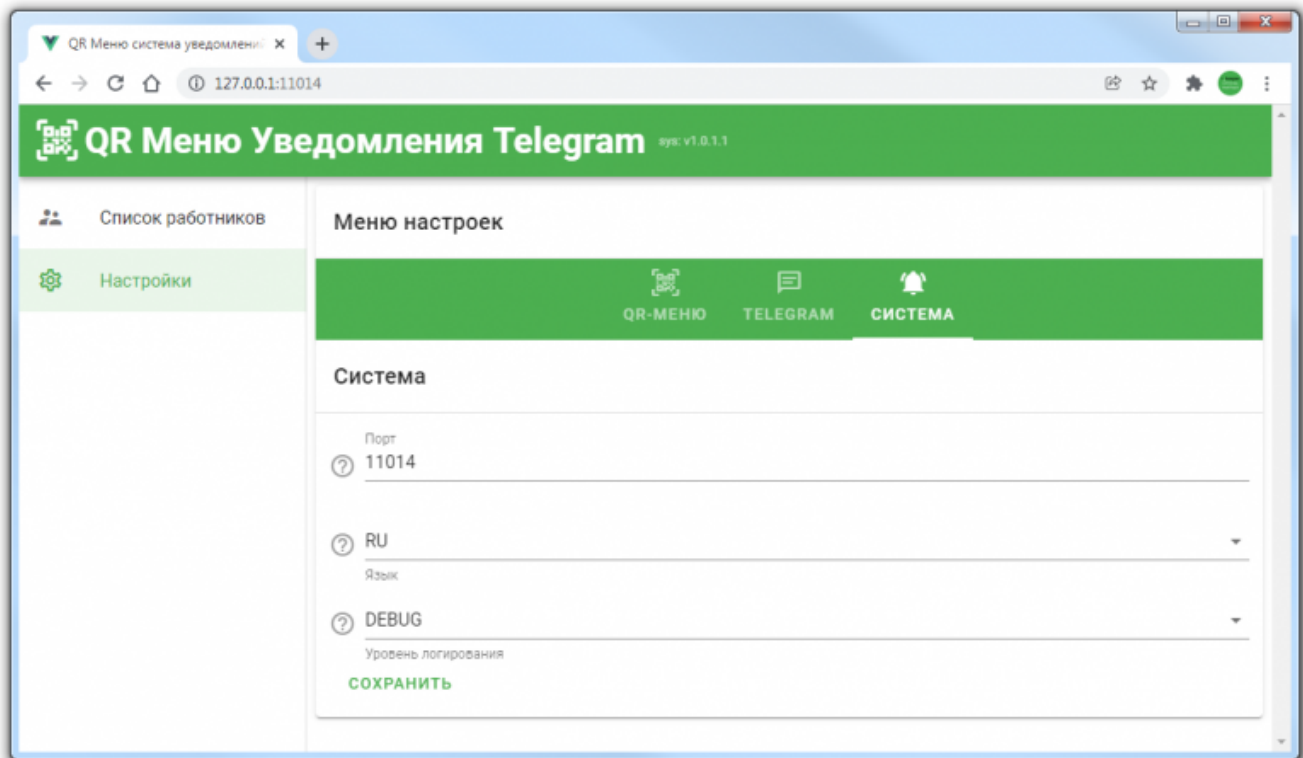 QR Меню система уведомлений
127.0.0.1:11014
QR Меню Уведомления Telegram sys: v1.0.1.1
Список работников
Настройки
Меню настроек
QR-МЕНЮ TELEGRAM СИСТЕМА
Система
Порт
11014
RU
Язык
DEBUG
Уровень логирования
СОХРАНИТЬ